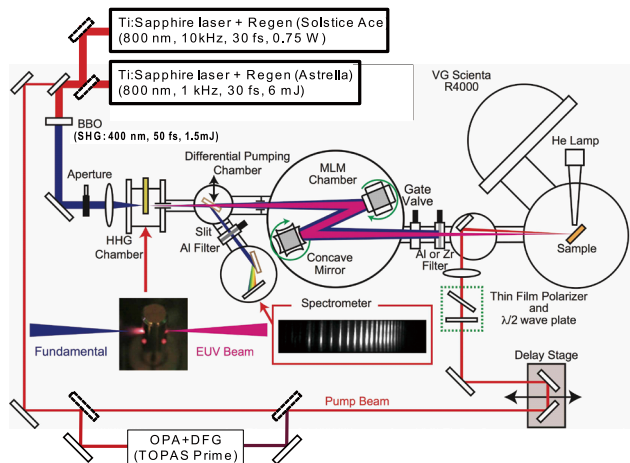 Ti:Sapphire laser + Regen (Solstice Ace)
(800 nm, 10kHz, 30 fs, 0.75 W)
Ti:Sapphire laser + Regen (Astrella)
(800 nm, 1 kHz, 30 fs, 6 mJ)
VG Scienta
R4000
BBO
(SHG: 400 nm, 50 fs, 1.5mJ)
He Lamp
Differential Pumping
Chamber
MLM
Chamber
Aperture
Gate
Valve
HHG
Chamber
Slit
Al Filter
Concave
Mirror
Al or Zr
Filter
Sample
Spectrometer
Thin Film Polarizer
and
λ/2 wave plate
Fundamental
EUV Beam
Delay Stage
Pump Beam
OPA+DFG
(TOPAS Prime)